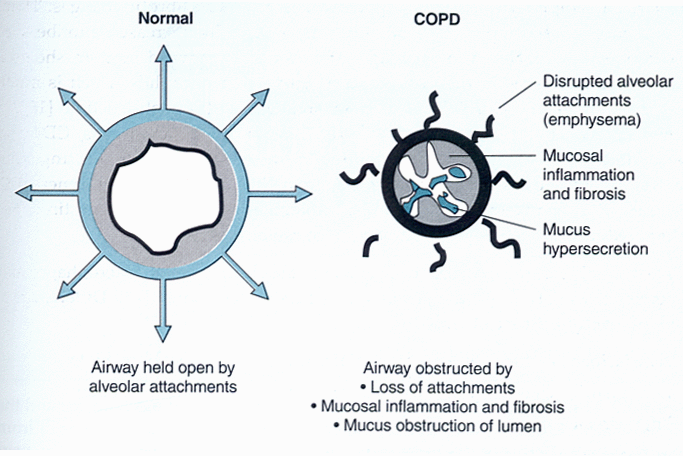 Normal
COPD
Disrupted alveolar
attachments
(emphysema)
Mucosal
inflammation
and fibrosis
Mucus
hypersecretion
Airway held open by
alveolar attachments
Airway obstructed by
• Loss of attachments
• Mucosal inflammation and fibrosis
• Mucus obstruction of lumen